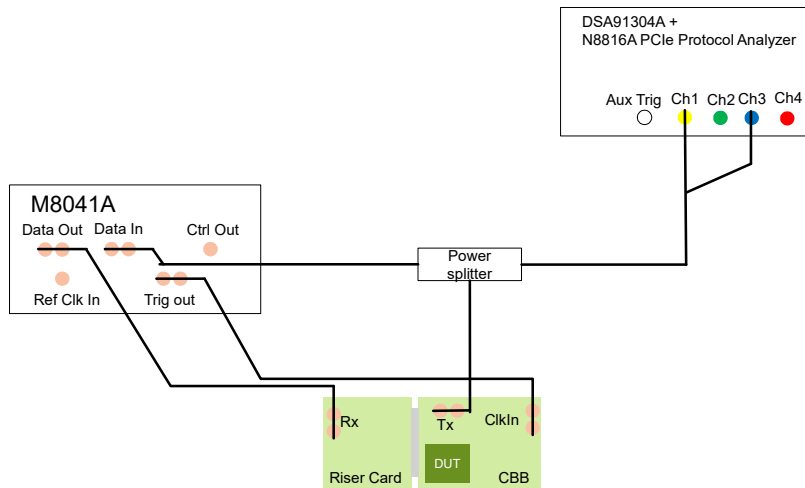 DSA91304A +
N8816A PCIe Protocol Analyzer
Aux Trig Ch1 Ch2 Ch3 Ch4
M8041A
Data Out Data In Ctrl Out
Ref Clk In Trig out
Power
splitter
Rx Tx ClkIn
DUT
Riser Card CBB